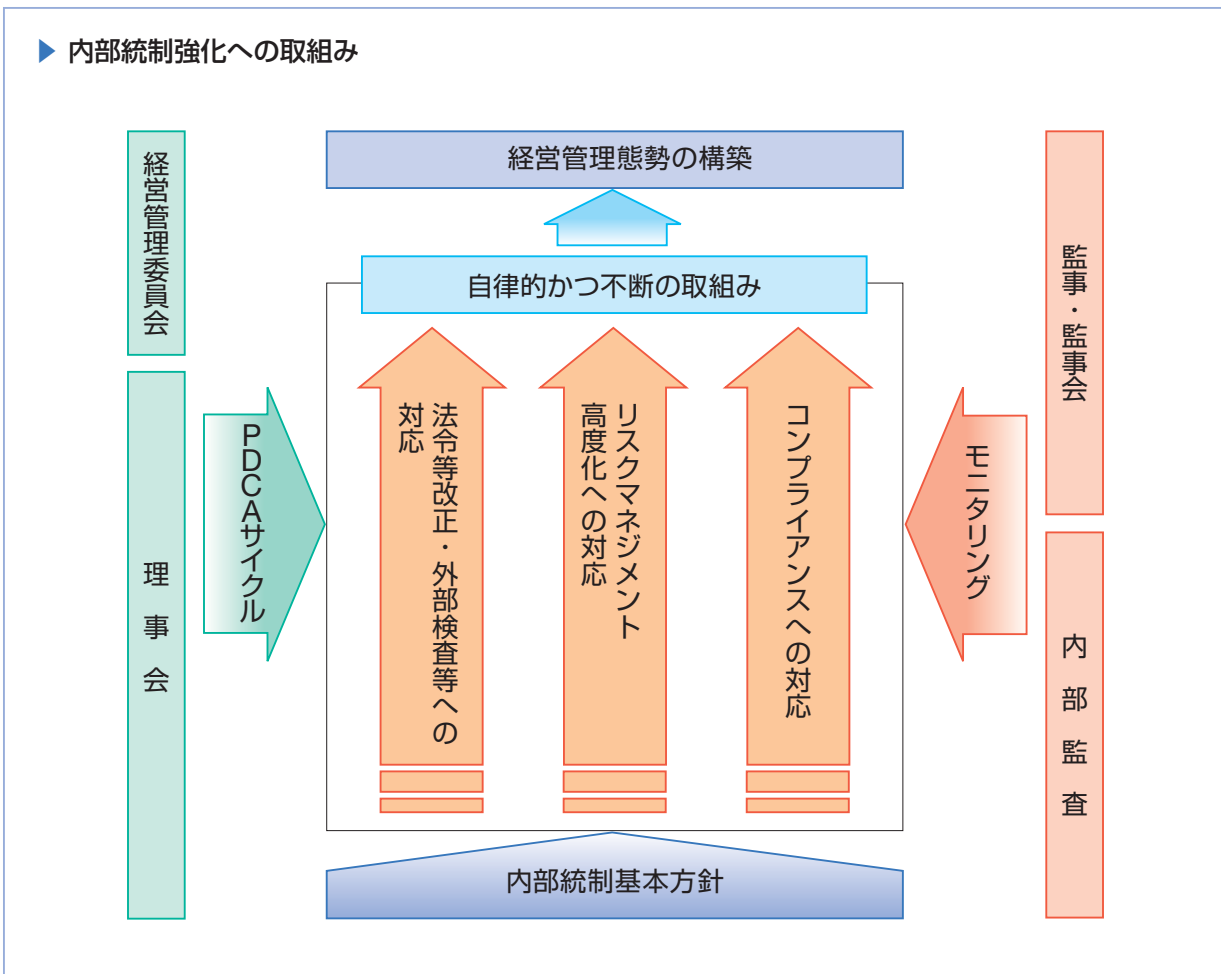 内部統制強化への取組み
経営管理委員会
理事会
PDCAサイクル
経営管理態勢の構築
自律的かつ不断の取組み
法令等改正・外部検査等への
対応
リスクマネジメント
高度化への対応
コンプライアンスへの対応
内部統制基本方針
モニタリング
監事・監事会
内部監査